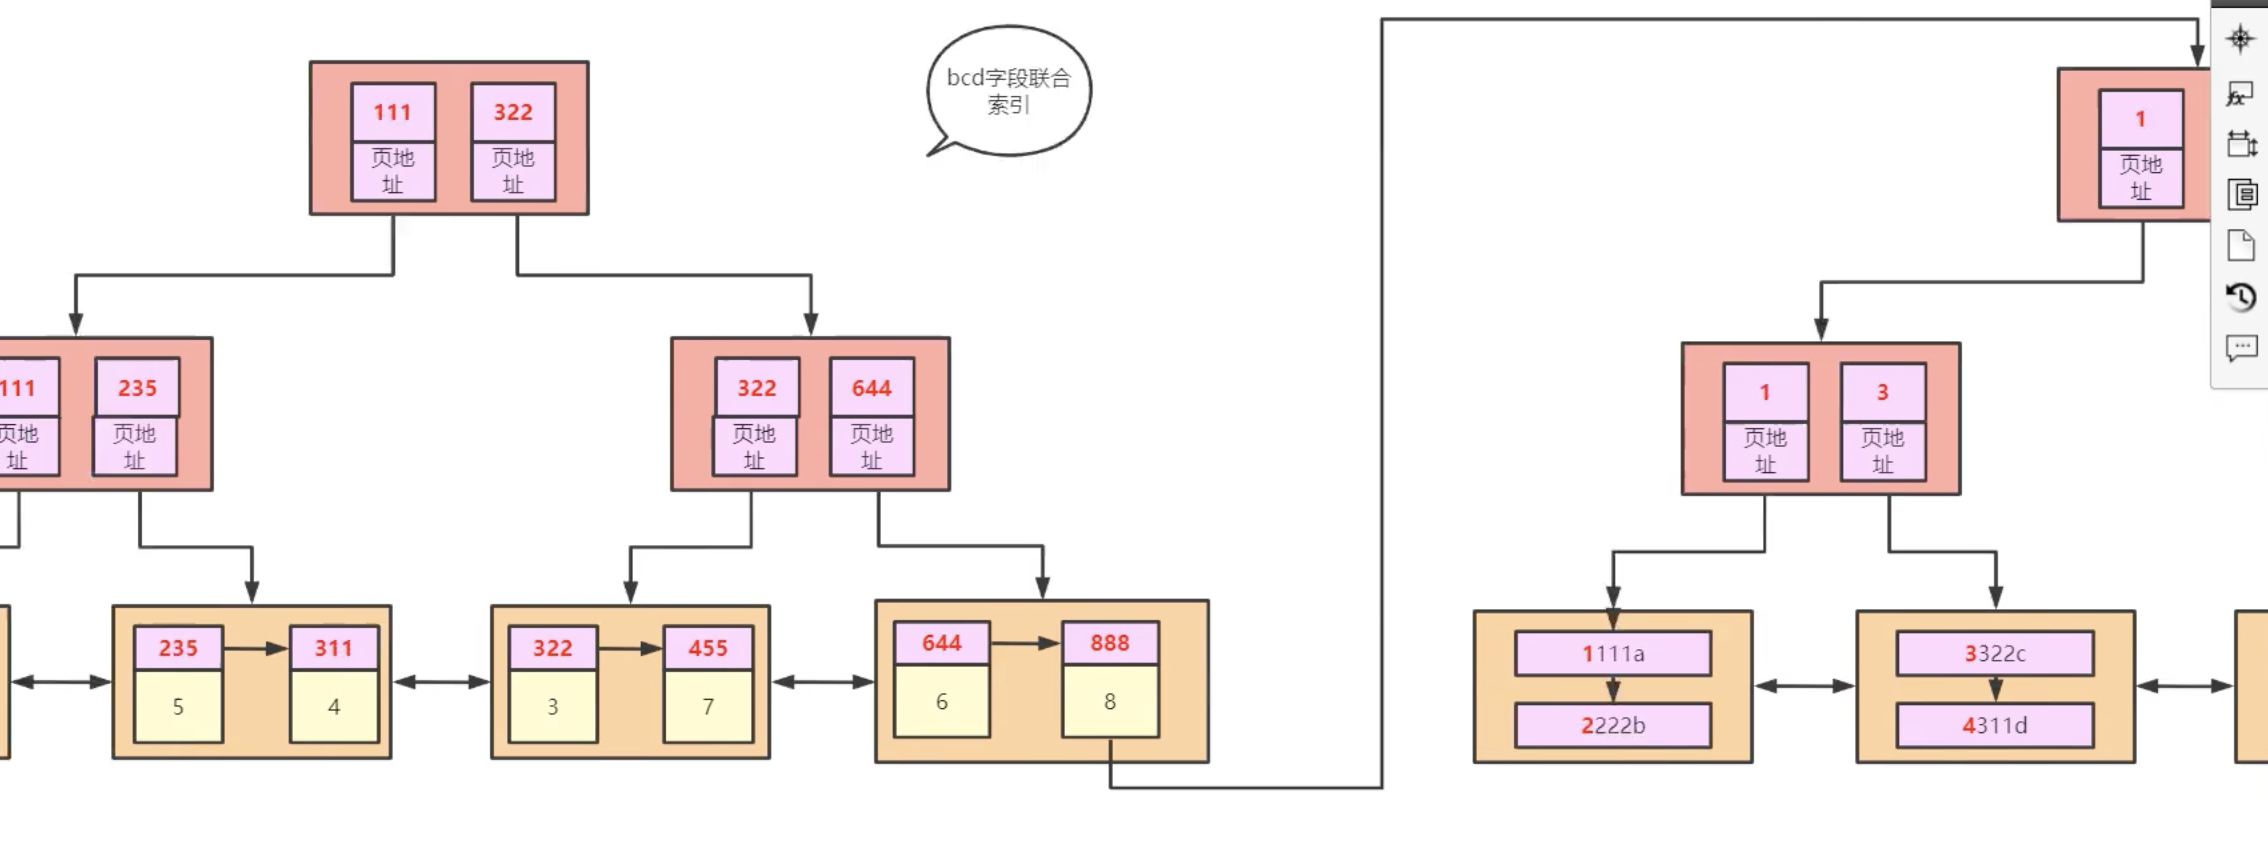 bcd字段联合
索引
111
322
页地
址
页地
址
1
页地
址
111
235
页地
址
页地
址
322
644
页地
址
页地
址
1
3
页地
址
页地
址
235
311
5
4
322
455
3
7
644
888
6
8
1111a
2222b
3322c
4311d
fx